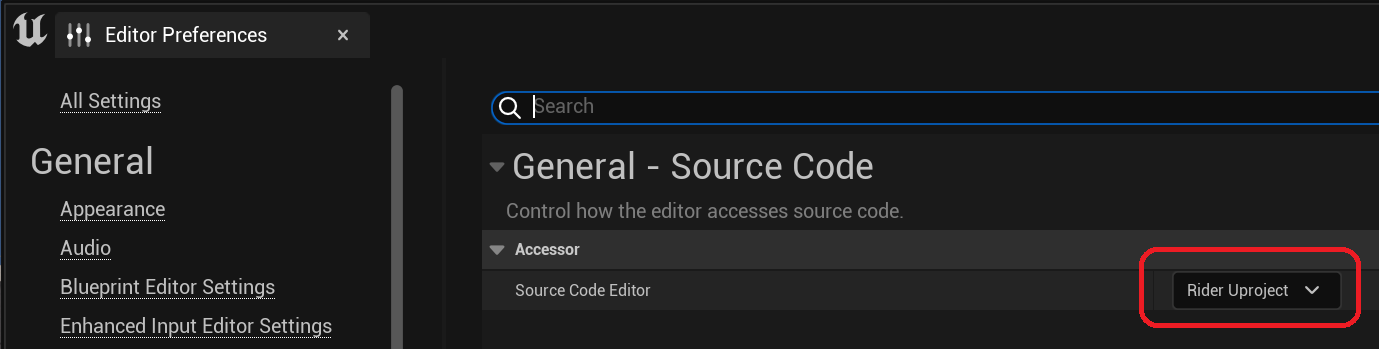 Editor Preferences
All Settings
General
Appearance
Audio
Blueprint Editor Settings
Enhanced Input Editor Settings
Search
General - Source Code
Control how the editor accesses source code.
Accessor
Source Code Editor
Rider Uproject